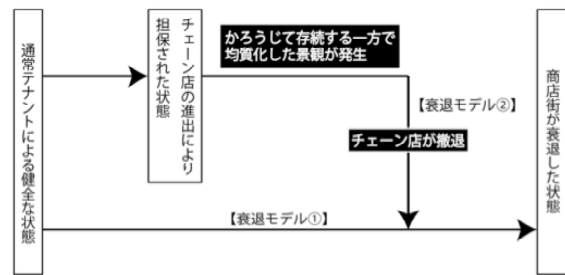 通常テナントによる健全な状態
チェーン店の進出により
担保された状態
かろうじて存続する一方で
均質化した景観が発生
【衰退モデル②】
チェーン店が撤退
【衰退モデル①】
商店街が衰退した状態